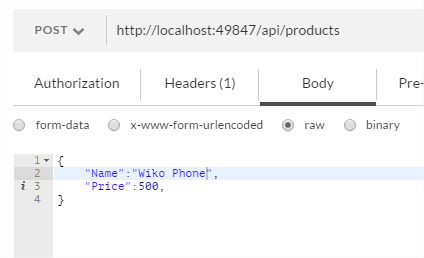 POST http://localhost:49847/api/products
Authorization Headers (1) Body Pre-
form-data x-www-form-urlencoded raw binary
1 {
2 "Name":"Wiko Phone",
i 3 "Price":500,
4 }